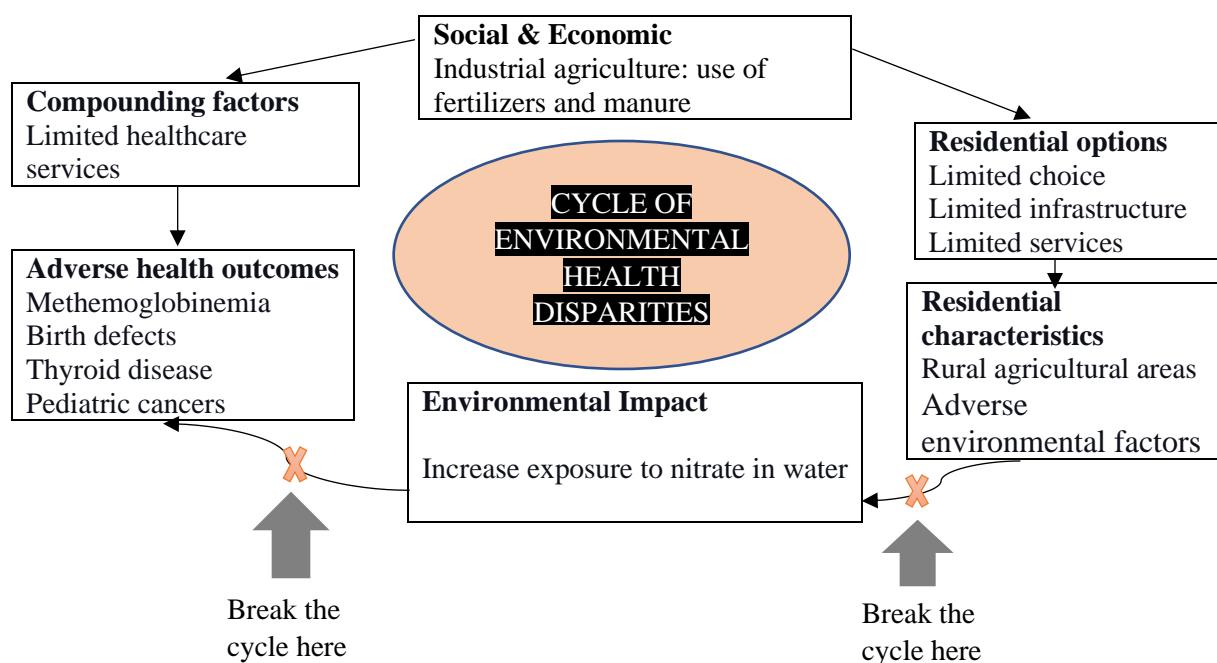 Social & Economic
Industrial agriculture: use of
fertilizers and manure
Compounding factors
Limited healthcare
services
Residential options
Limited choice
Limited infrastructure
Limited services
CYCLE OF
ENVIRONMENTAL
HEALTH
DISPARITIES
Adverse health outcomes
Methemoglobinemia
Birth defects
Thyroid disease
Pediatric cancers
Residential
characteristics
Rural agricultural areas
Adverse
environmental factors
Environmental Impact
Increase exposure to nitrate in water
Break the
cycle here
Break the
cycle here